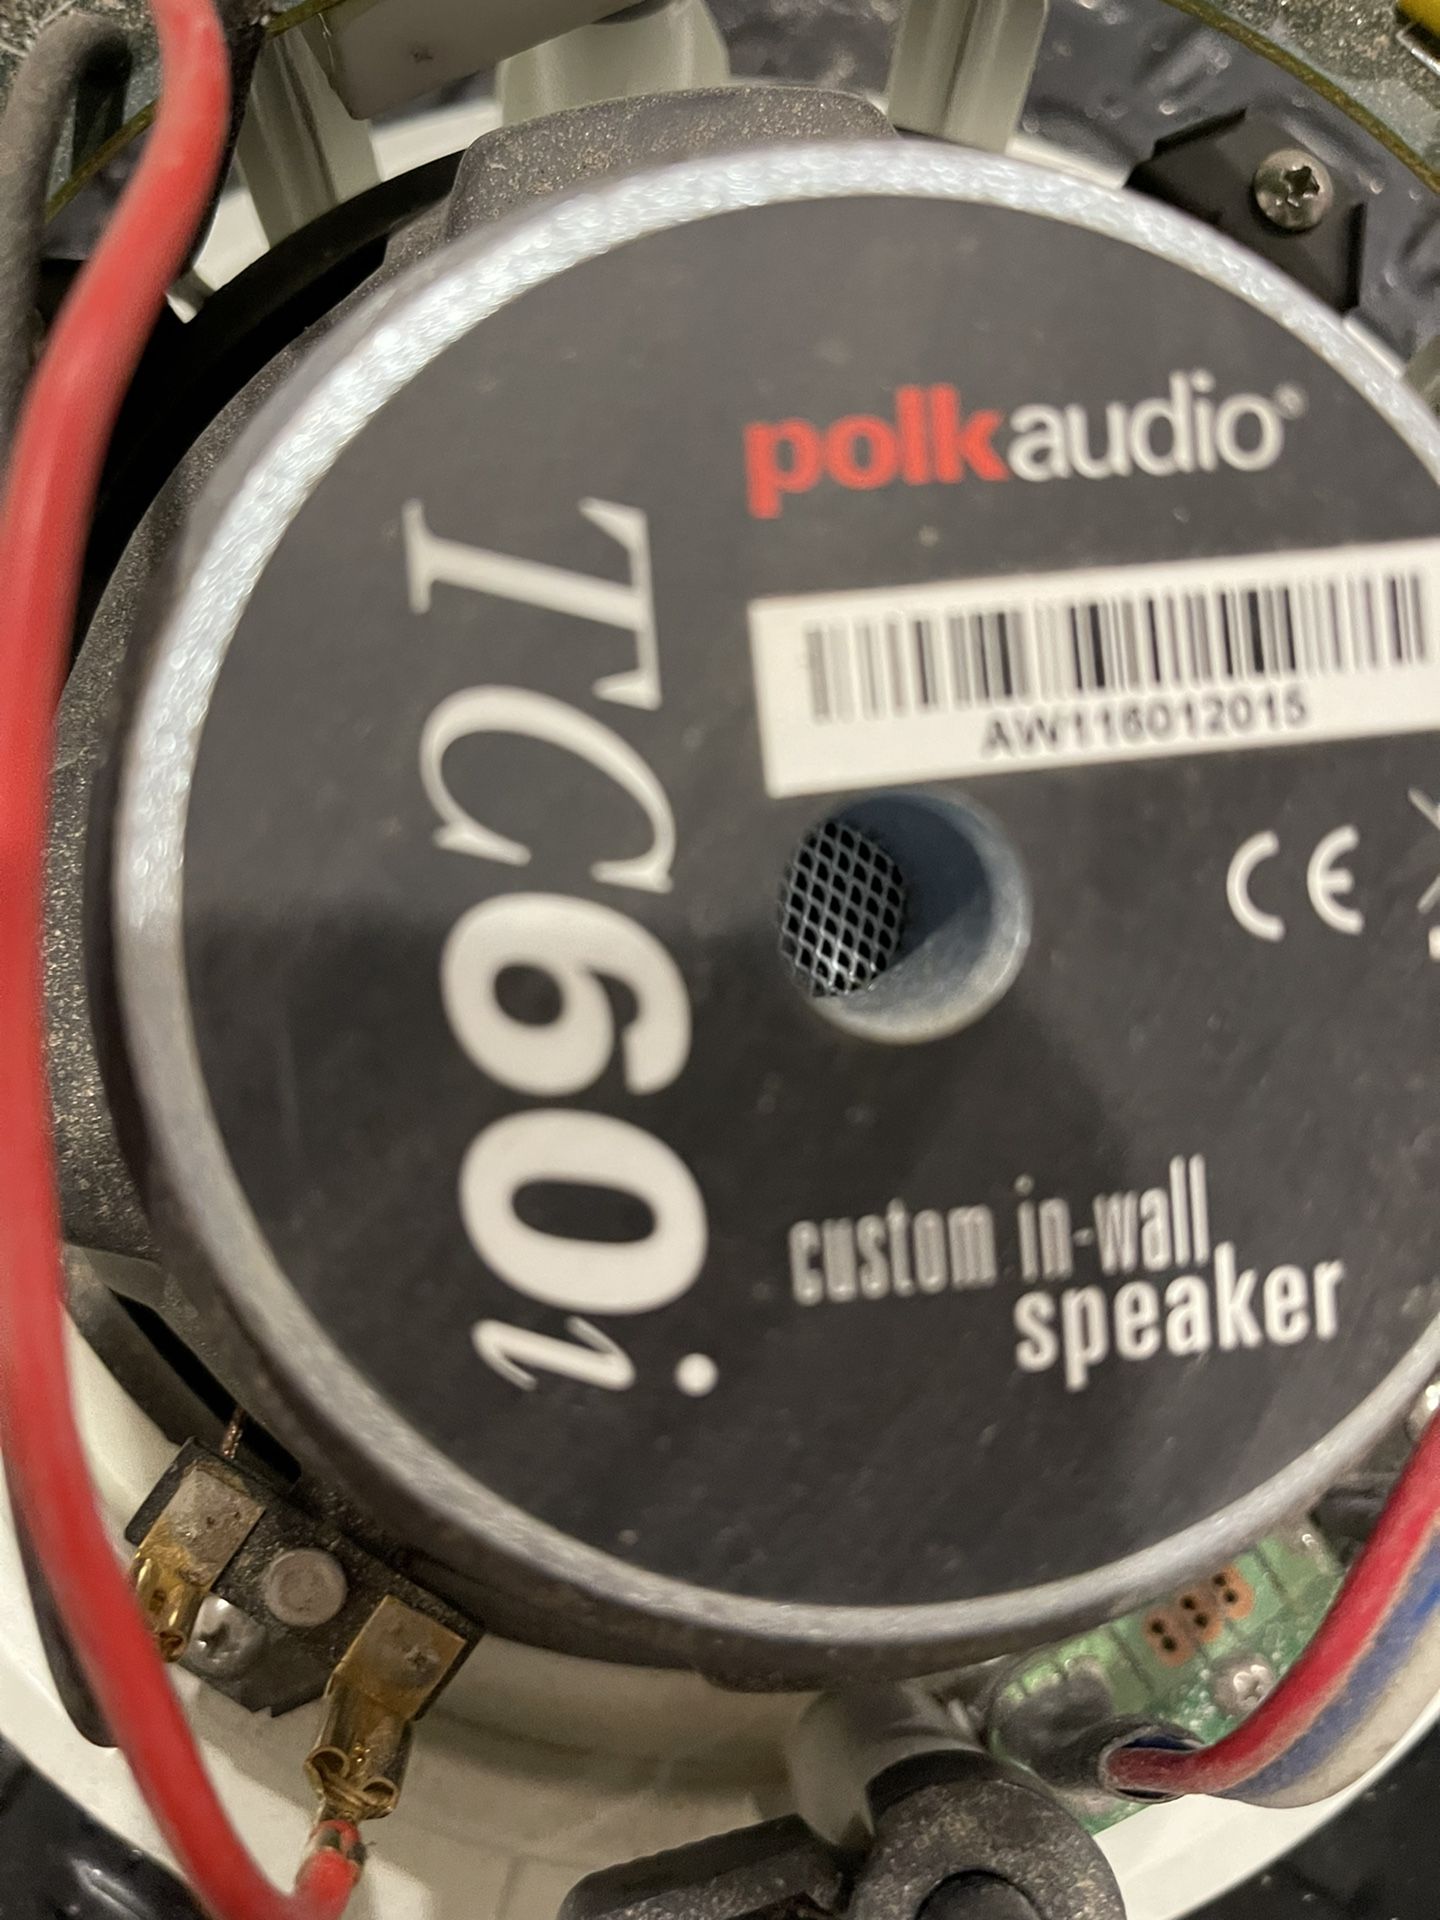 polkaudio®
AW116012015
TC60i
CE
custom in-wall
speaker